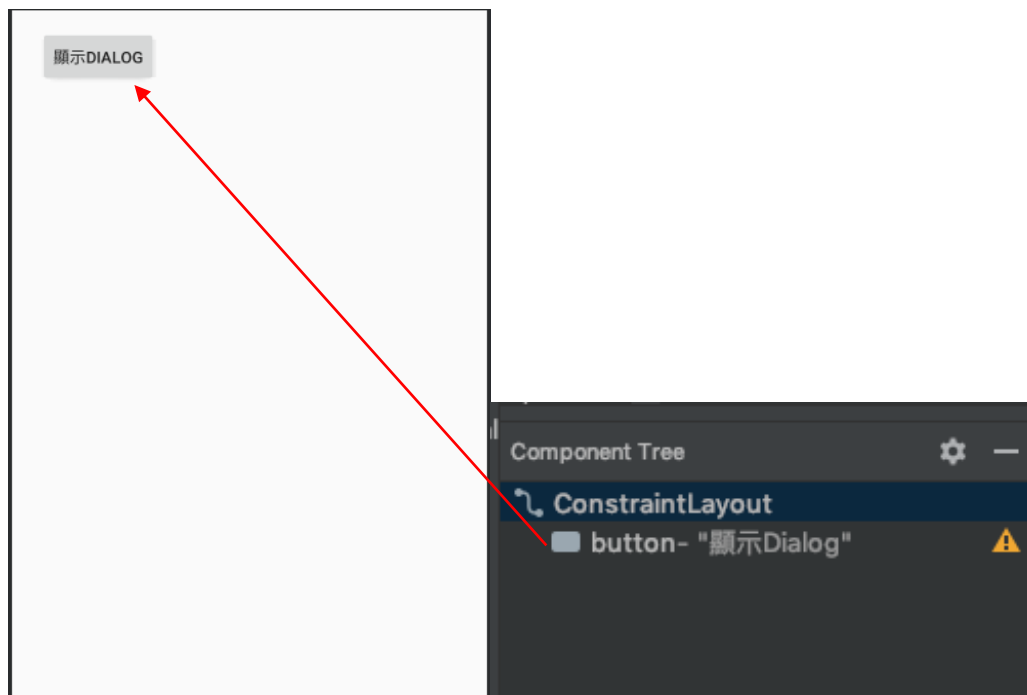 顯示DIALOG
Component Tree
ConstraintLayout
button- "顯示Dialog"